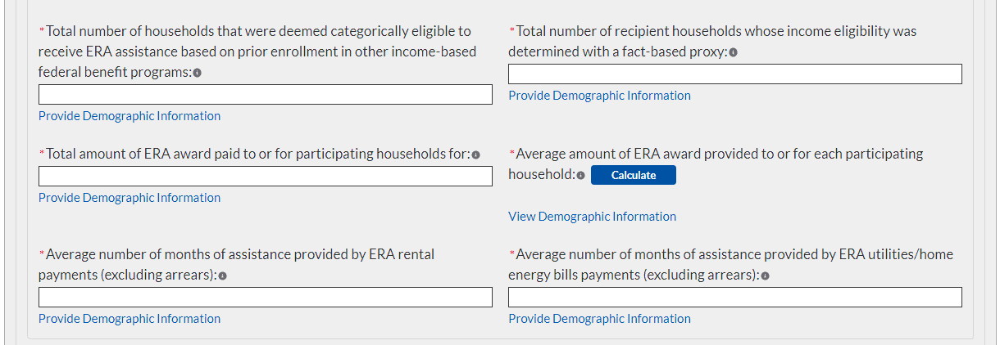 *Total number of households that were deemed categorically eligible to
receive ERA assistance based on prior enrollment in other income-based
federal benefit programs:
Provide Demographic Information
*Total number of recipient households whose income eligibility was
determined with a fact-based proxy:
Provide Demographic Information
*Total amount of ERA award paid to or for participating households for:
Provide Demographic Information
*Average amount of ERA award provided to or for each participating
household: Calculate
View Demographic Information
*Average number of months of assistance provided by ERA rental
payments (excluding arrears):
Provide Demographic Information
*Average number of months of assistance provided by ERA utilities/home
energy bills payments (excluding arrears):
Provide Demographic Information